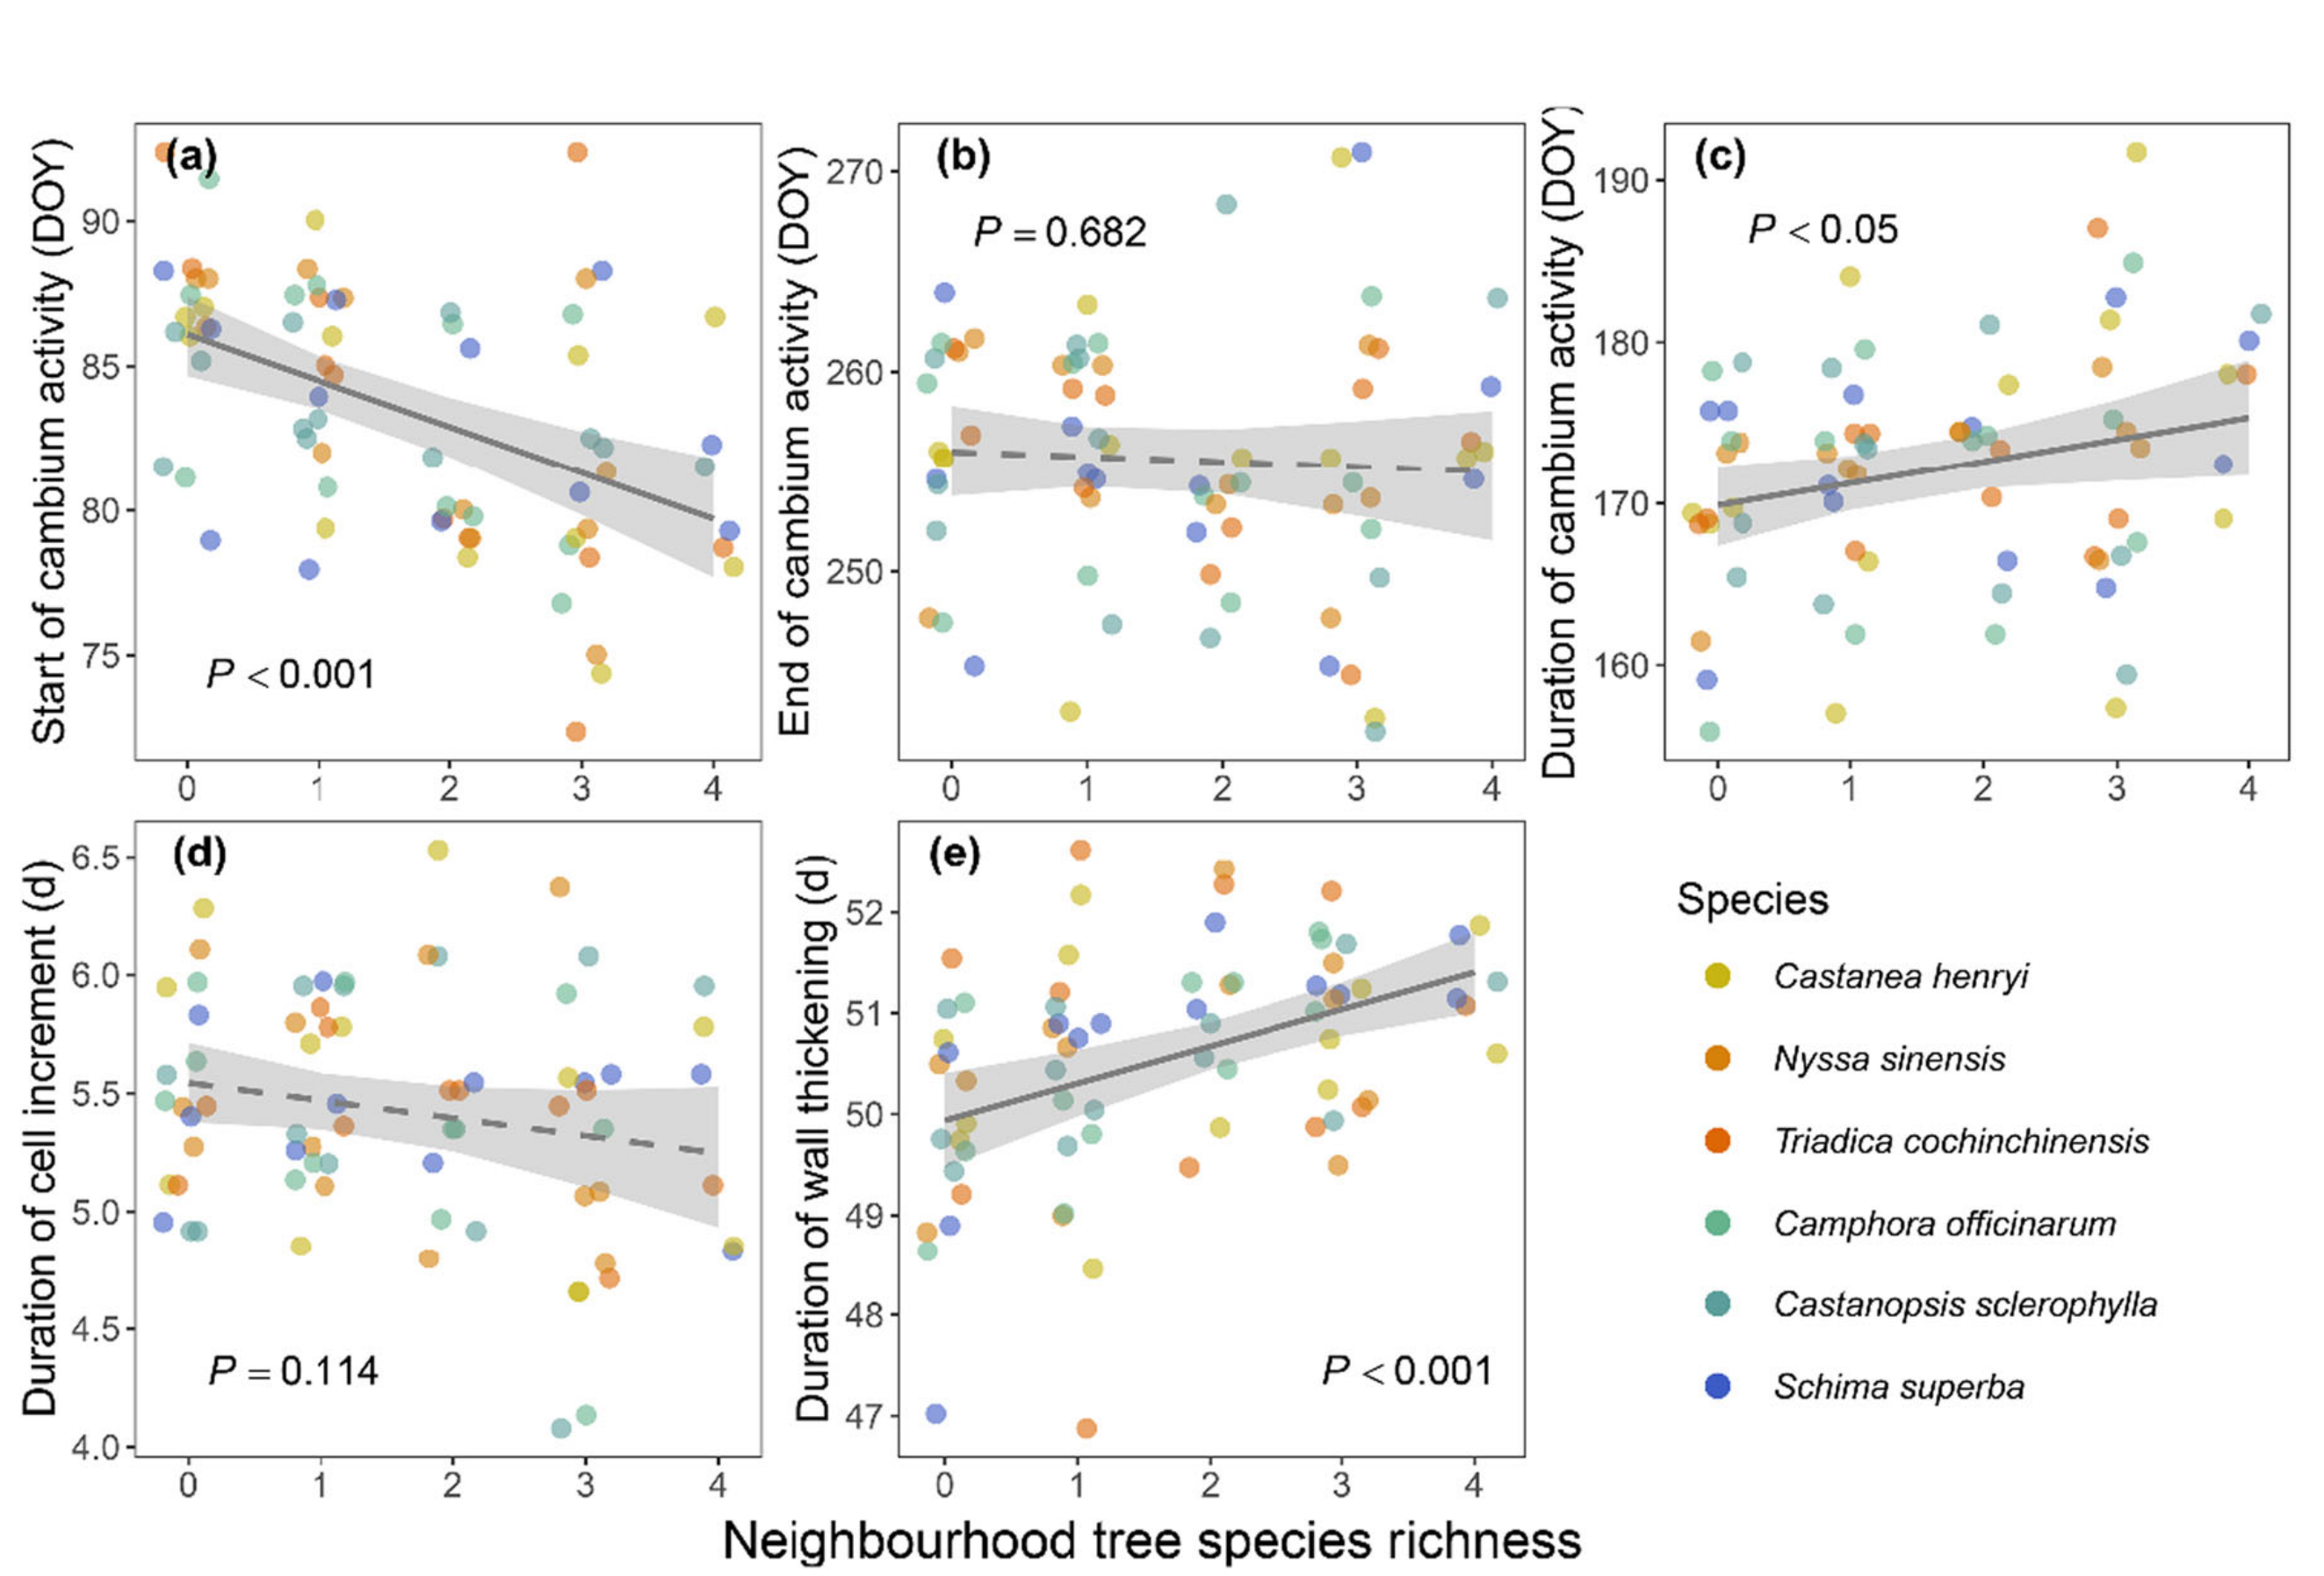 (a)
Start of cambium activity (DOY)
90
85
80
75
P < 0.001
0 1 2 3 4
(b)
End of cambium activity (DOY)
270
260
250
P = 0.682
0 1 2 3 4
(c)
Duration of cambium activity (DOY)
190
180
170
160
P < 0.05
0 1 2 3 4
(d)
Duration of cell increment (d)
6.5
6.0
5.5
5.0
4.5
4.0
P = 0.114
0 1 2 3 4
(e)
Duration of wall thickening (d)
52
51
50
49
48
47
P < 0.001
0 1 2 3 4
Species
Castanea henryi
Nyssa sinensis
Triadica cochinchinensis
Camphora officinarum
Castanopsis sclerophylla
Schima superba
Neighbourhood tree species richness